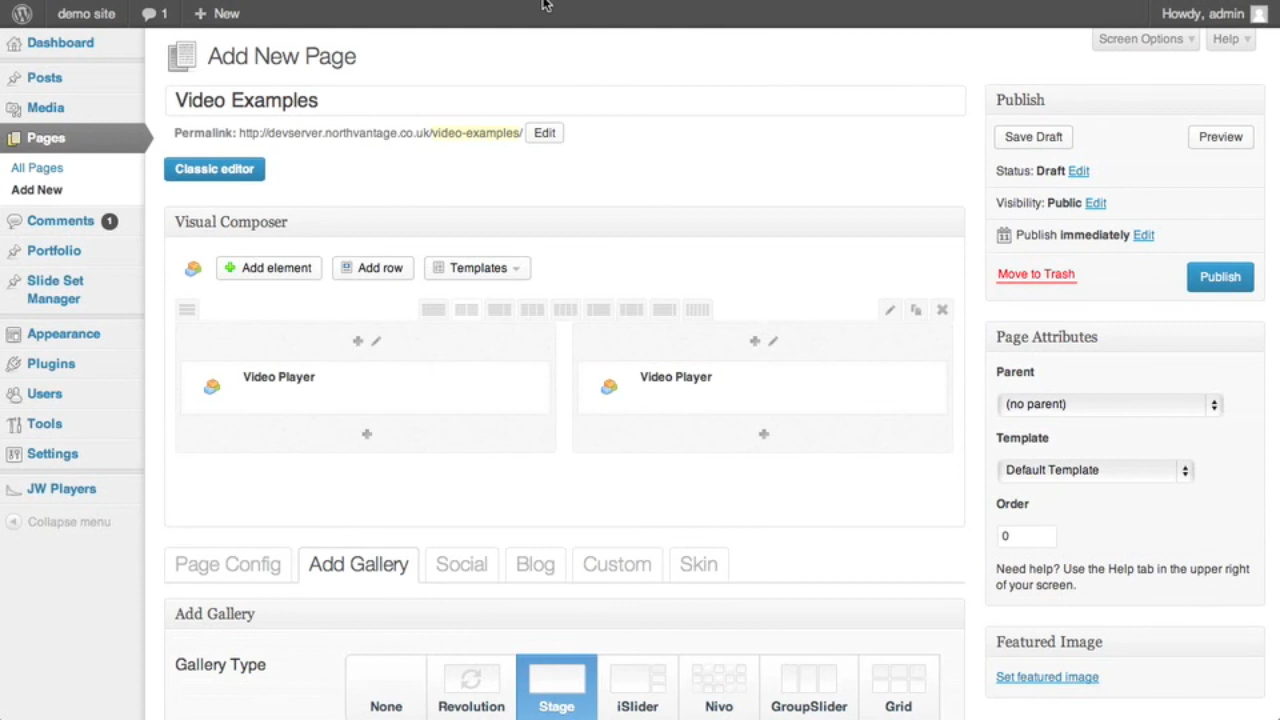 demo site 1 New Howdy, admin
Dashboard
Posts
Media
Pages
All Pages
Add New
Comments 1
Portfolio
Slide Set
Manager
Appearance
Plugins
Users
Tools
Settings
JW Players
Collapse menu
Screen Options Help
Add New Page
Video Examples
Permalink: http://devserver.northvantage.co.uk/video-examples/ Edit
Classic editor
Visual Composer
Add element Add row Templates
Video Player Video Player
Page Config Add Gallery Social Blog Custom Skin
Add Gallery
Gallery Type
None Revolution Stage iSlider Nivo GroupSlider Grid
Publish
Save Draft Preview
Status: Draft Edit
Visibility: Public Edit
11 Publish immediately Edit
Move to Trash Publish
Page Attributes
Parent
(no parent)
Template
Default Template
Order
0
Need help? Use the Help tab in the upper right
of your screen.
Featured Image
Set featured image